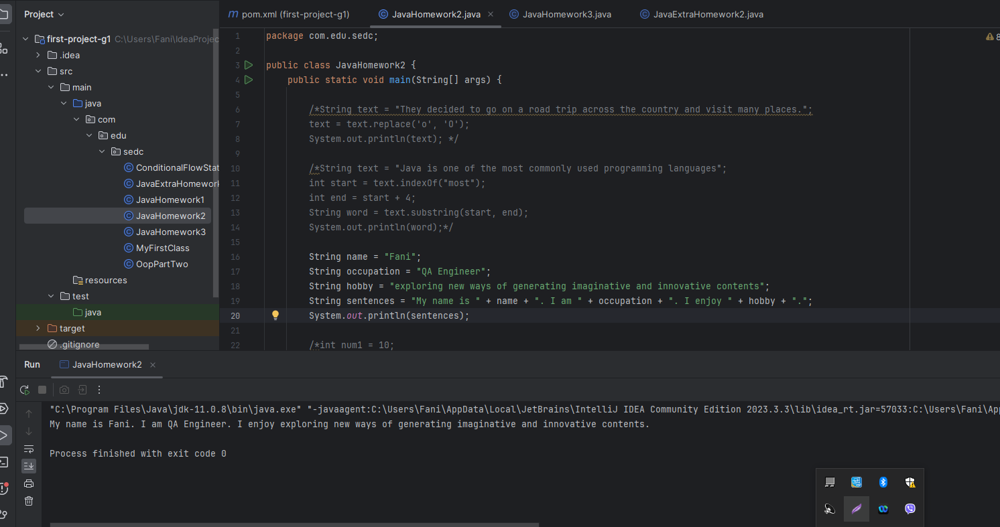 Project
pom.xml (first-project-g1)
JavaHomework2.java
JavaHomework3.java
JavaExtraHomework2.java
first-project-g1 C:\Users\Fani\IdeaProjec
.idea
src
main
java
com
edu
sedc
ConditionalFlowStat
JavaExtraHomework
JavaHomework1
JavaHomework2
JavaHomework3
MyFirstClass
OopPartTwo
resources
test
java
target
.gitignore
1 package com.edu.sedc;
2
3 public class JavaHomework2 {
4 public static void main(String[] args) {
5
6 /*String text = "They decided to go on a road trip across the country and visit many places.";
7 text = text.replace('o', 'O');
8 System.out.println(text); */
9
10 /*String text = "Java is one of the most commonly used programming languages";
11 int start = text.indexOf("most");
12 int end = start + 4;
13 String word = text.substring(start, end);
14 System.out.println(word);*/
15
16 String name = "Fani";
17 String occupation = "QA Engineer";
18 String hobby = "exploring new ways of generating imaginative and innovative contents";
19 String sentences = "My name is " + name + ". I am " + occupation + ". I enjoy " + hobby + ".";
20 System.out.println(sentences);
21
22 /*int num1 = 10;
8
Run
JavaHomework2
"C:\Program Files\Java\jdk-11.0.8\bin\java.exe" "-javaagent:C:\Users\Fani\AppData\Local\JetBrains\IntelliJ IDEA Community Edition 2023.3.3\lib\idea_rt.jar=57033:C:\Users\Fani\Ap
My name is Fani. I am QA Engineer. I enjoy exploring new ways of generating imaginative and innovative contents.
Process finished with exit code 0